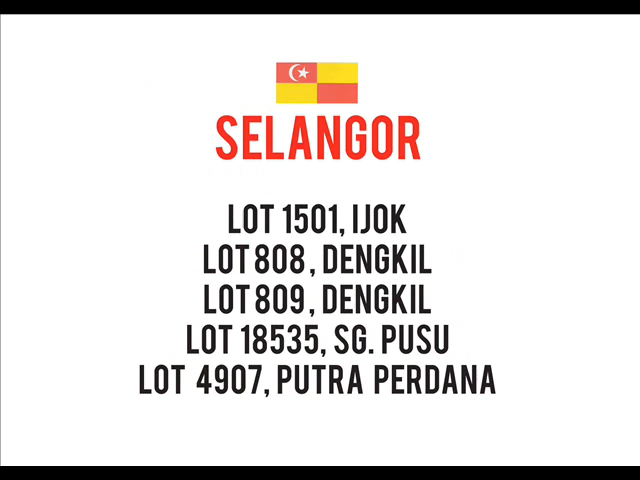 SELANGOR
LOT 1501, IJOK
LOT 808, DENGKIL
LOT 809, DENGKIL
LOT 18535, SG. PUSU
LOT 4907, PUTRA PERDANA